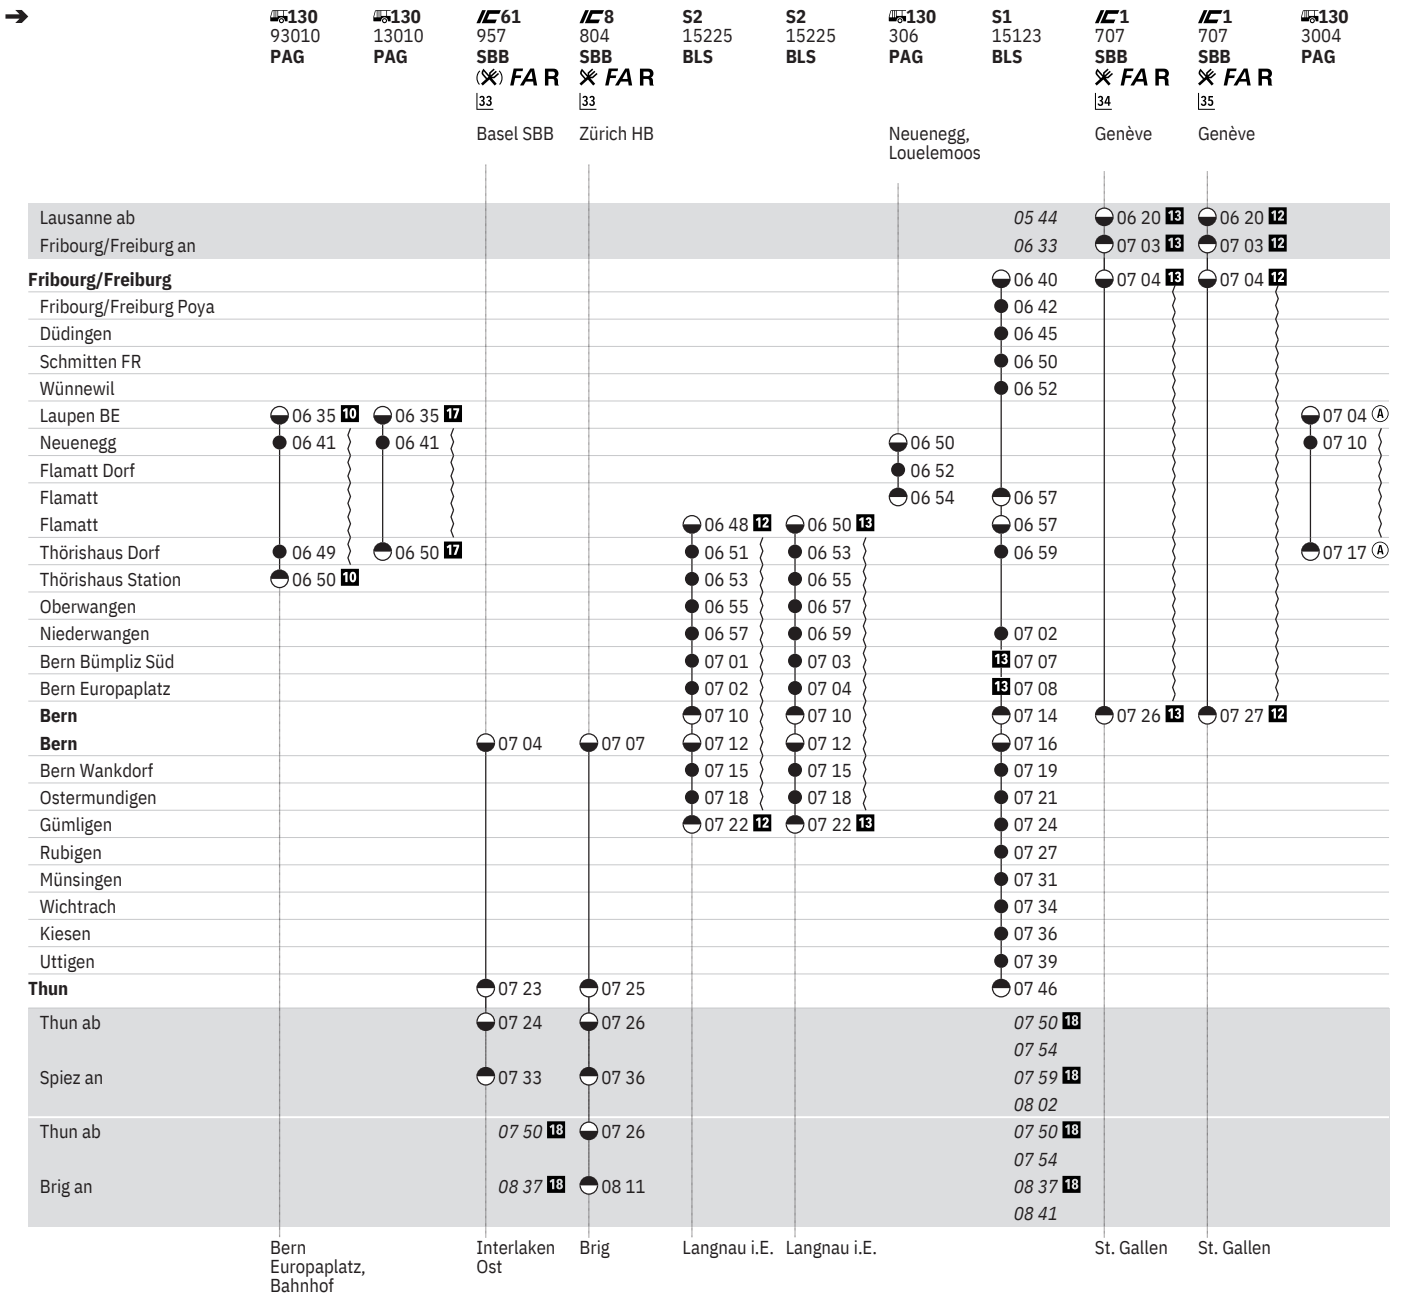 ➔ 130 130 IC61 IC8 S2 S2 130 S1 IC1 IC1 130
93010 13010 957 804 15225 15225 306 15123 707 707 3004
PAG PAG SBB SBB BLS BLS PAG BLS SBB SBB PAG
FA R FA R FA R FA R
33 33 34 35
Basel SBB Zürich HB Neuenegg, Genève Genève
Louelemoos
Lausanne ab 05 44 06 20 13 06 20 12
Fribourg/Freiburg an 06 33 07 03 13 07 03 12
Fribourg/Freiburg 06 40 07 04 13 07 04 12
Fribourg/Freiburg Poya 06 42
Düdingen 06 45
Schmitten FR 06 50
Wünnewil 06 52
Laupen BE 06 35 10 06 35 17 07 04 A
Neuenegg 06 41 06 41 06 50 07 10
Flamatt Dorf 06 52
Flamatt 06 54 06 57
Flamatt 06 48 12 06 50 13 06 57
Thörishaus Dorf 06 49 06 50 17 06 51 06 53 06 59 07 17 A
Thörishaus Station 06 50 10 06 53 06 55
Oberwangen 06 55 06 57
Niederwangen 06 57 06 59 07 02
Bern Bümpliz Süd 07 01 07 03 13 07 07
Bern Europaplatz 07 02 07 04 13 07 08
Bern 07 10 07 10 07 14 07 26 13 07 27 12
Bern 07 04 07 07 07 12 07 12 07 16
Bern Wankdorf 07 15 07 15 07 19
Ostermundigen 07 18 07 18 07 21
Gümligen 07 22 12 07 22 13 07 24
Rubigen 07 27
Münsingen 07 31
Wichtrach 07 34
Kiesen 07 36
Uttigen 07 39
Thun 07 23 07 25 07 46
Thun ab 07 24 07 26 07 50 18
07 54
Spiez an 07 33 07 36 07 59 18
08 02
Thun ab 07 50 18 07 26 07 50 18
07 54
Brig an 08 37 18 08 11 08 37 18
08 41
Bern Interlaken Brig Langnau i.E. Langnau i.E. St. Gallen St. Gallen
Europaplatz, Ost
Bahnhof